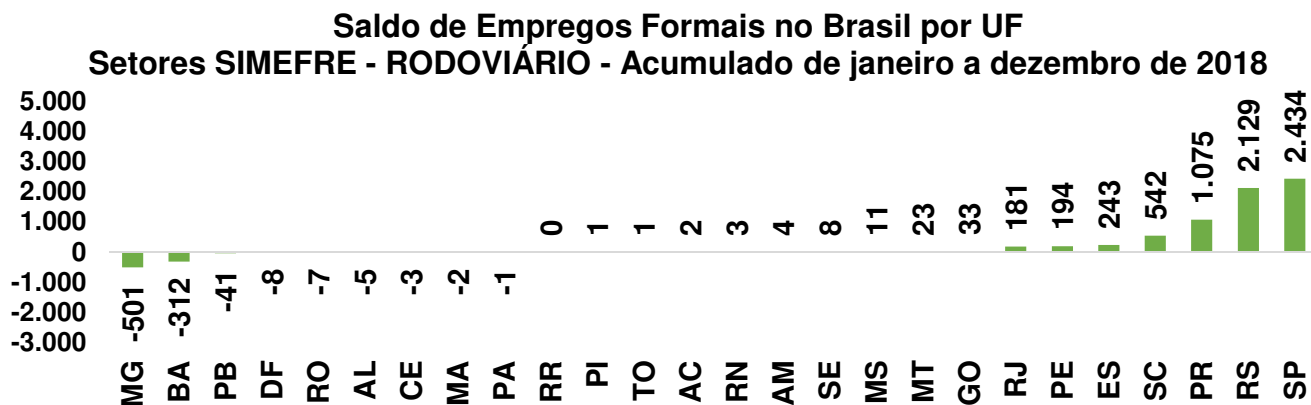 Saldo de Empregos Formais no Brasil por UF
Setores SIMEFRE - RODOVIÁRIO - Acumulado de janeiro a dezembro de 2018
5.000
4.000
3.000
2.000
1.000
0
-1.000
-2.000
-3.000
-501
-312
-41
-8
-7
-5
-3
-2
-1
0
1
1
2
3
4
8
11
23
33
181
194
243
542
1.075
2.129
2.434
MG
BA
PB
DF
RO
AL
CE
MA
PA
RR
PI
TO
AC
RN
AM
SE
MS
MT
GO
RJ
PE
ES
SC
PR
RS
SP